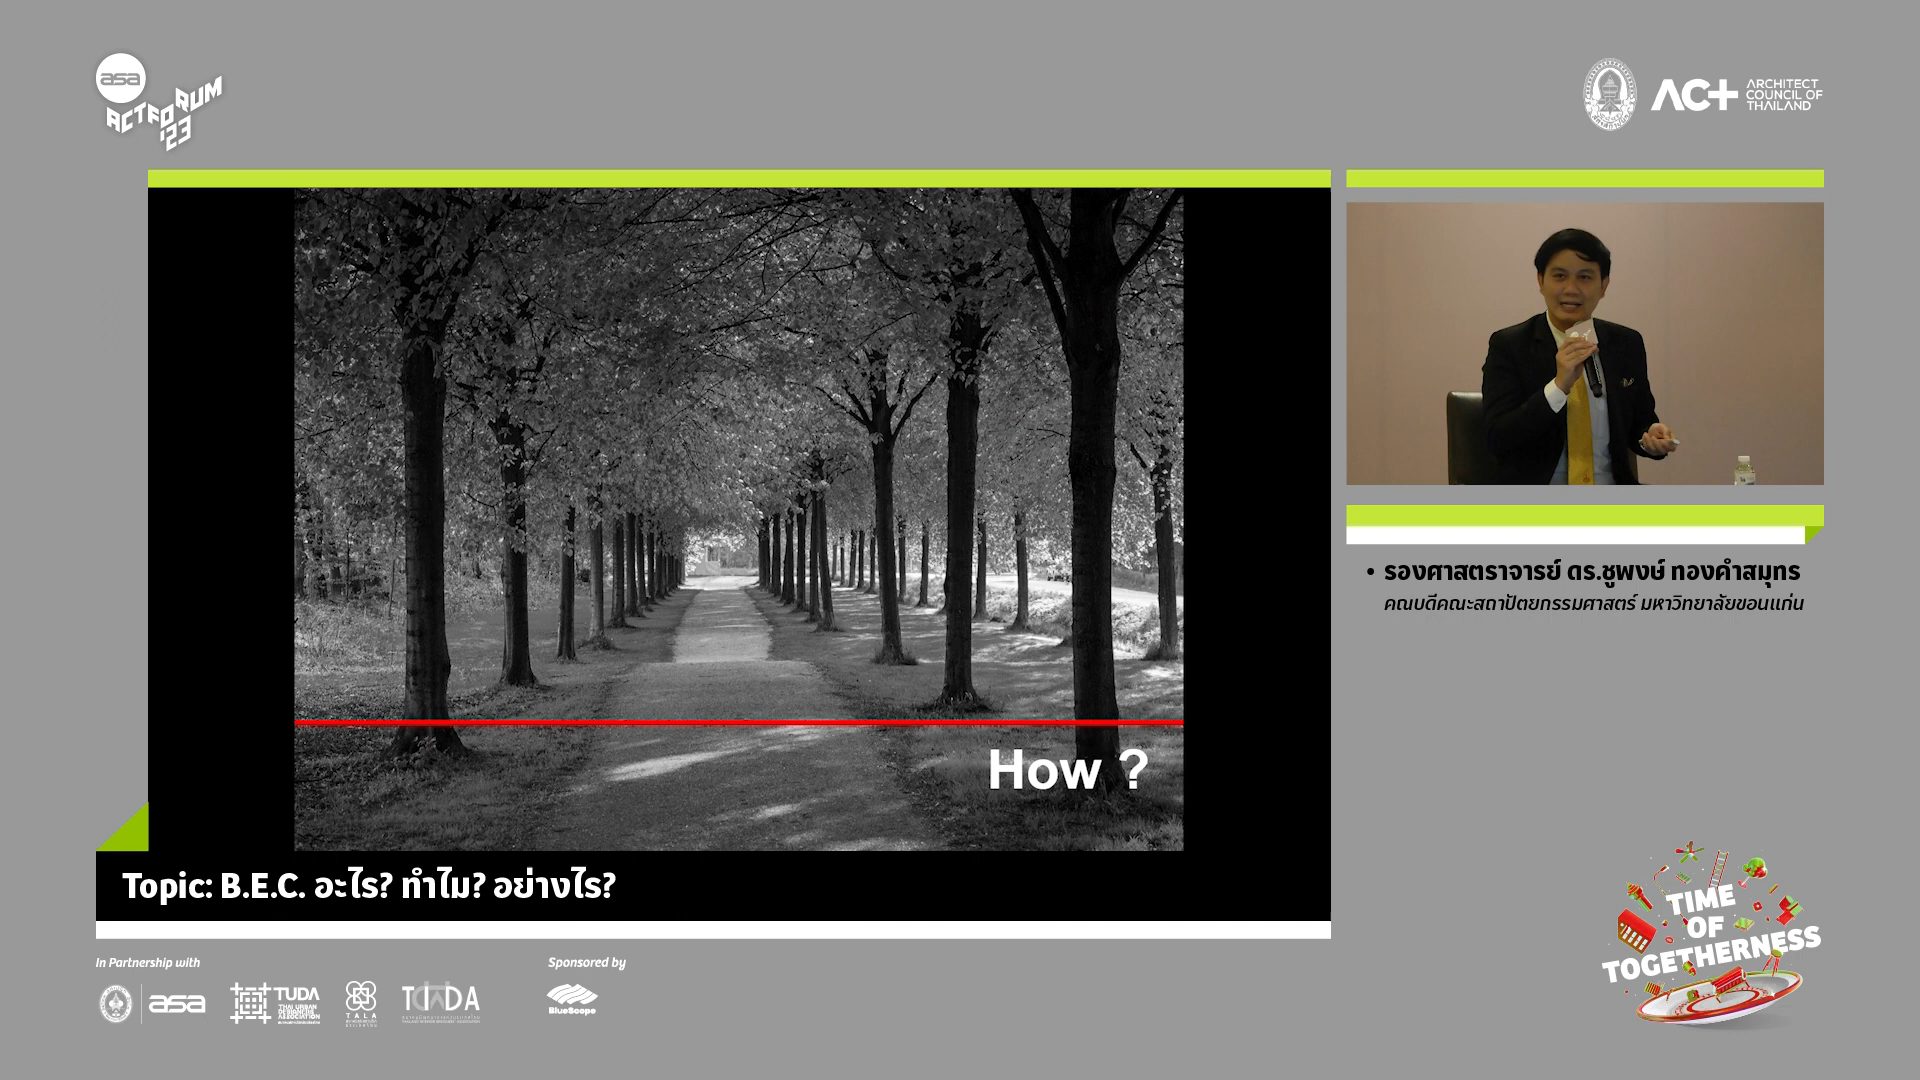 asa
ACTFORUM
'23
ACT
ARCHITECT
COUNCIL OF
THAILAND
How ?
Topic: B.E.C. อะไร? ทำไม? อย่างไร?
• รองศาสตราจารย์ ดร.ชูพงษ์ ทองคำสมุทร
คณบดีคณะสถาปัตยกรรมศาสตร์ มหาวิทยาลัยขอนแก่น
TIME
OF
TOGETHERNESS
In Partnership with
asa
TUDA
THAI URBAN
DESIGNERS
ASSOCIATION
TALA
TIDA
Sponsored by
BlueScope